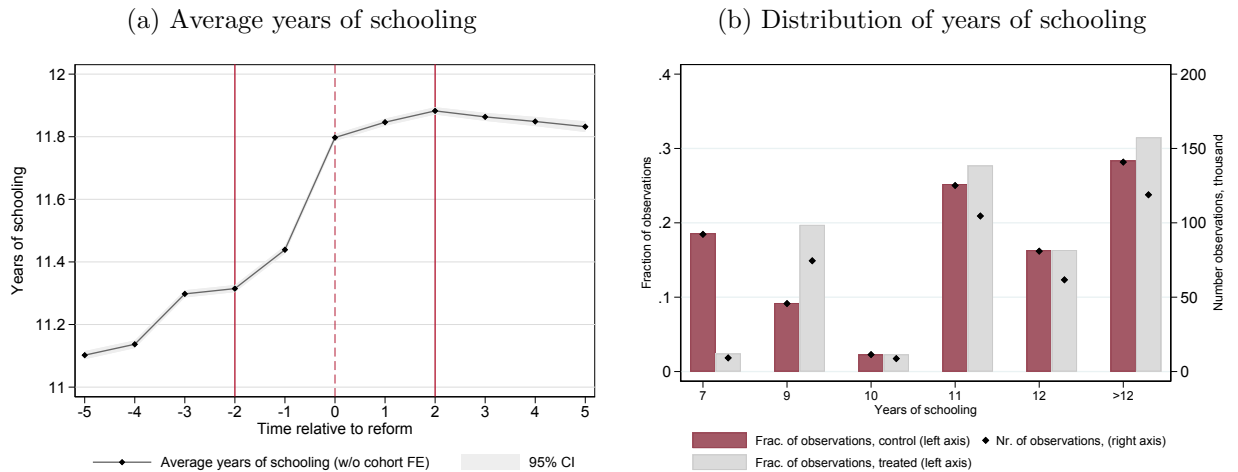 (a) Average years of schooling
12
11.8
11.6
11.4
11.2
11
Years of schooling
-5 -4 -3 -2 -1 0 1 2 3 4 5
Time relative to reform
Average years of schooling (w/o cohort FE) 95% CI
(b) Distribution of years of schooling
.4
.3
.2
.1
0
Fraction of observations
200
150
100
50
0
Number observations, thousand
7 9 10 11 12 >12
Years of schooling
Frac. of observations, control (left axis) Nr. of observations, (right axis)
Frac. of observations, treated (left axis)